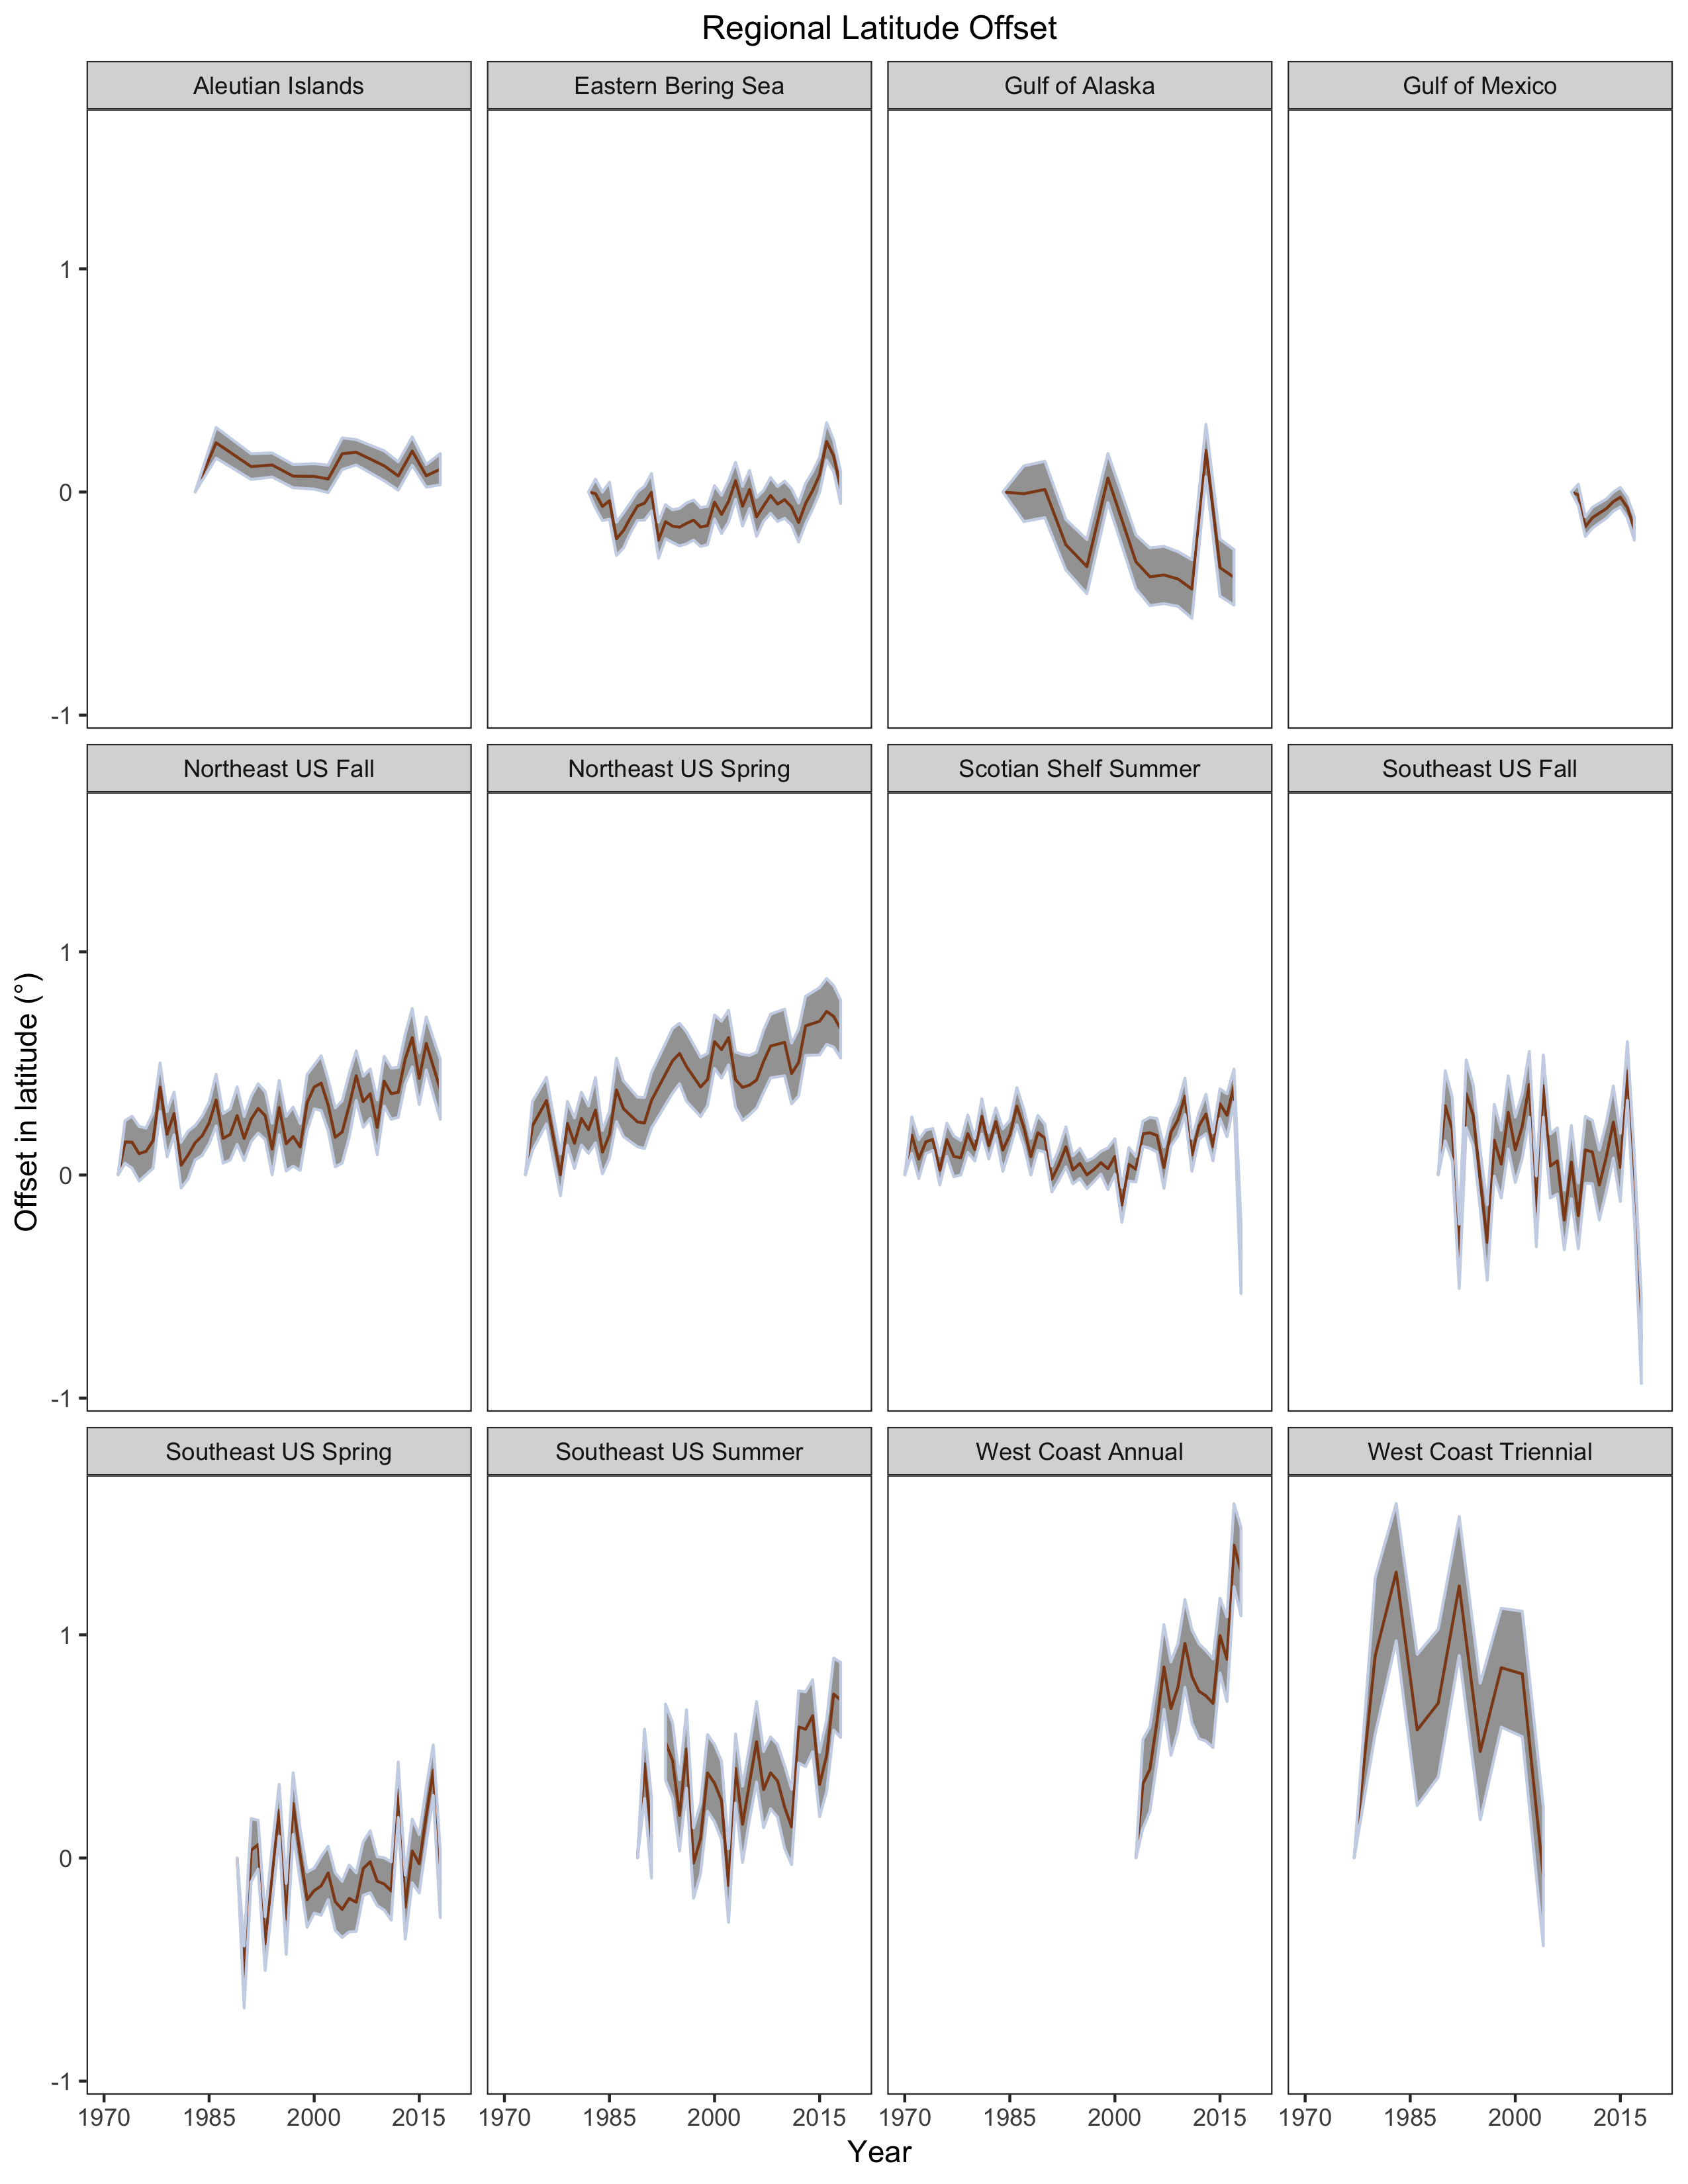 Regional Latitude Offset
Aleutian Islands Eastern Bering Sea Gulf of Alaska Gulf of Mexico
1
0
-1
Northeast US Fall Northeast US Spring Scotian Shelf Summer Southeast US Fall
1
0
-1
Offset in latitude (°)
Southeast US Spring Southeast US Summer West Coast Annual West Coast Triennial
1
0
-1
1970 1985 2000 2015 1970 1985 2000 2015 1970 1985 2000 2015 1970 1985 2000 2015
Year